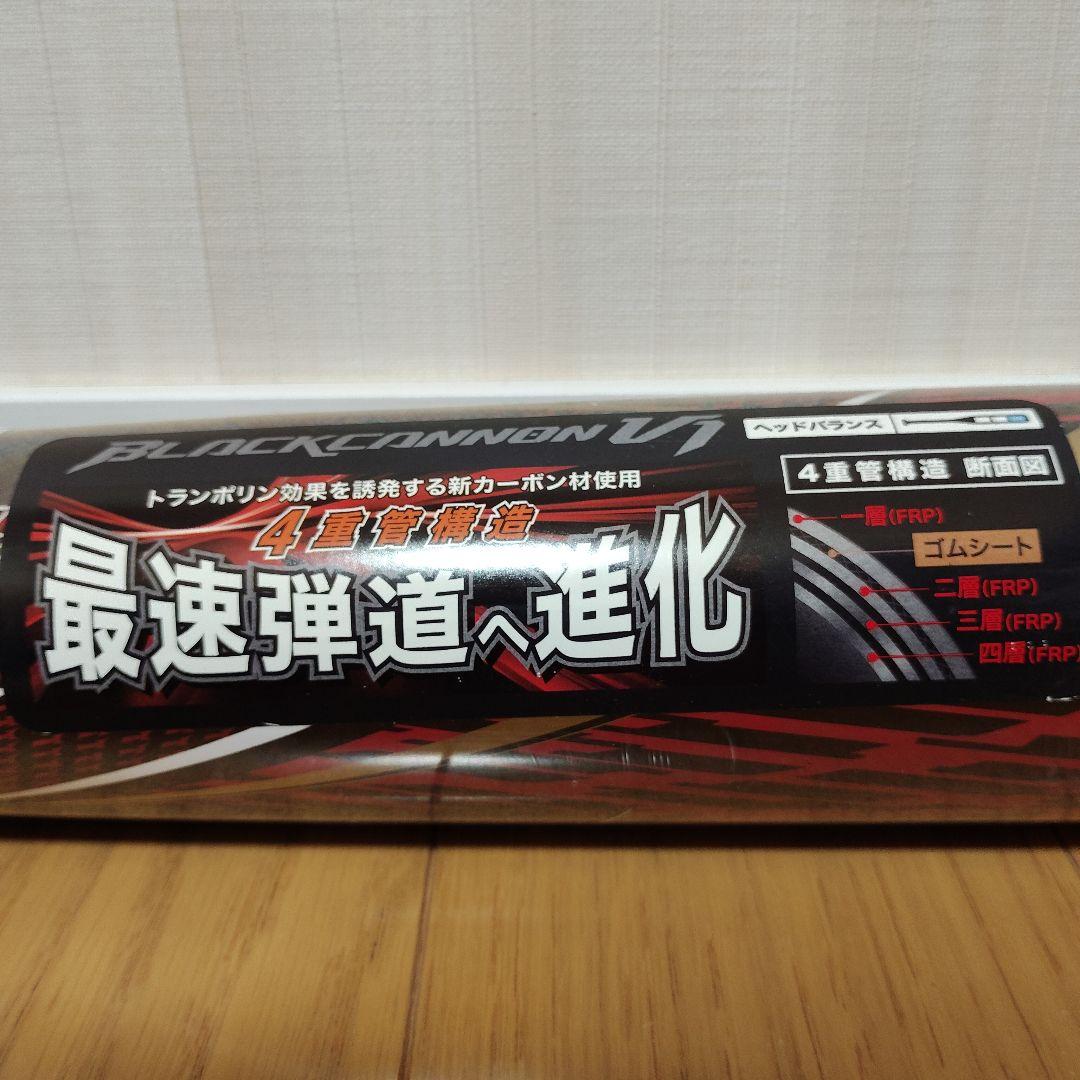 BLACKCANNON V1
トランポリン効果を誘発する新カーボン材使用
4重管構造
最速弾道へ進化
ヘッドバランス
4重管構造 断面図
一層(FRP)
ゴムシート
二層(FRP)
三層(FRP)
四層(FRP)